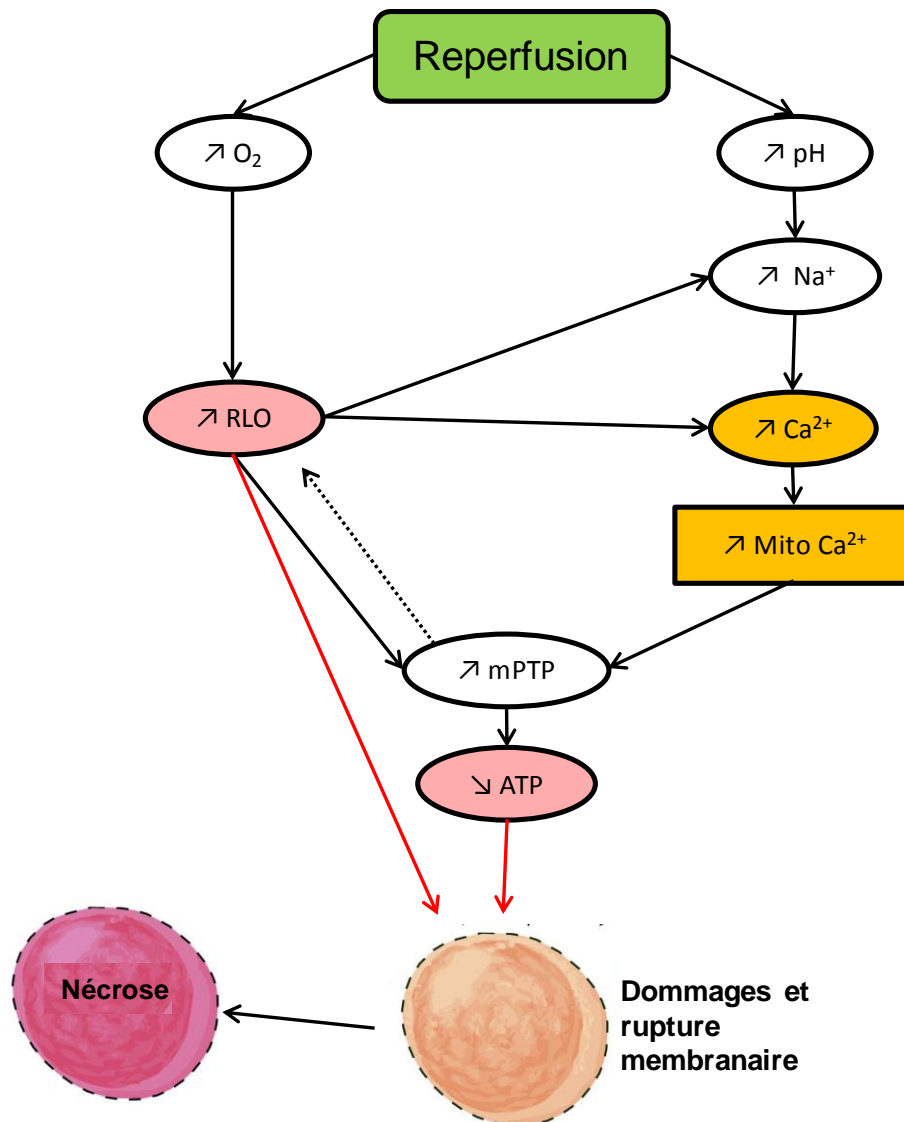 Reperfusion
↗ O₂
↗ pH
↗ Na⁺
↗ RLO
↗ Ca²⁺
↗ Mito Ca²⁺
↗ mPTP
↘ ATP
Nécrose
Dommages et
rupture
membranaire